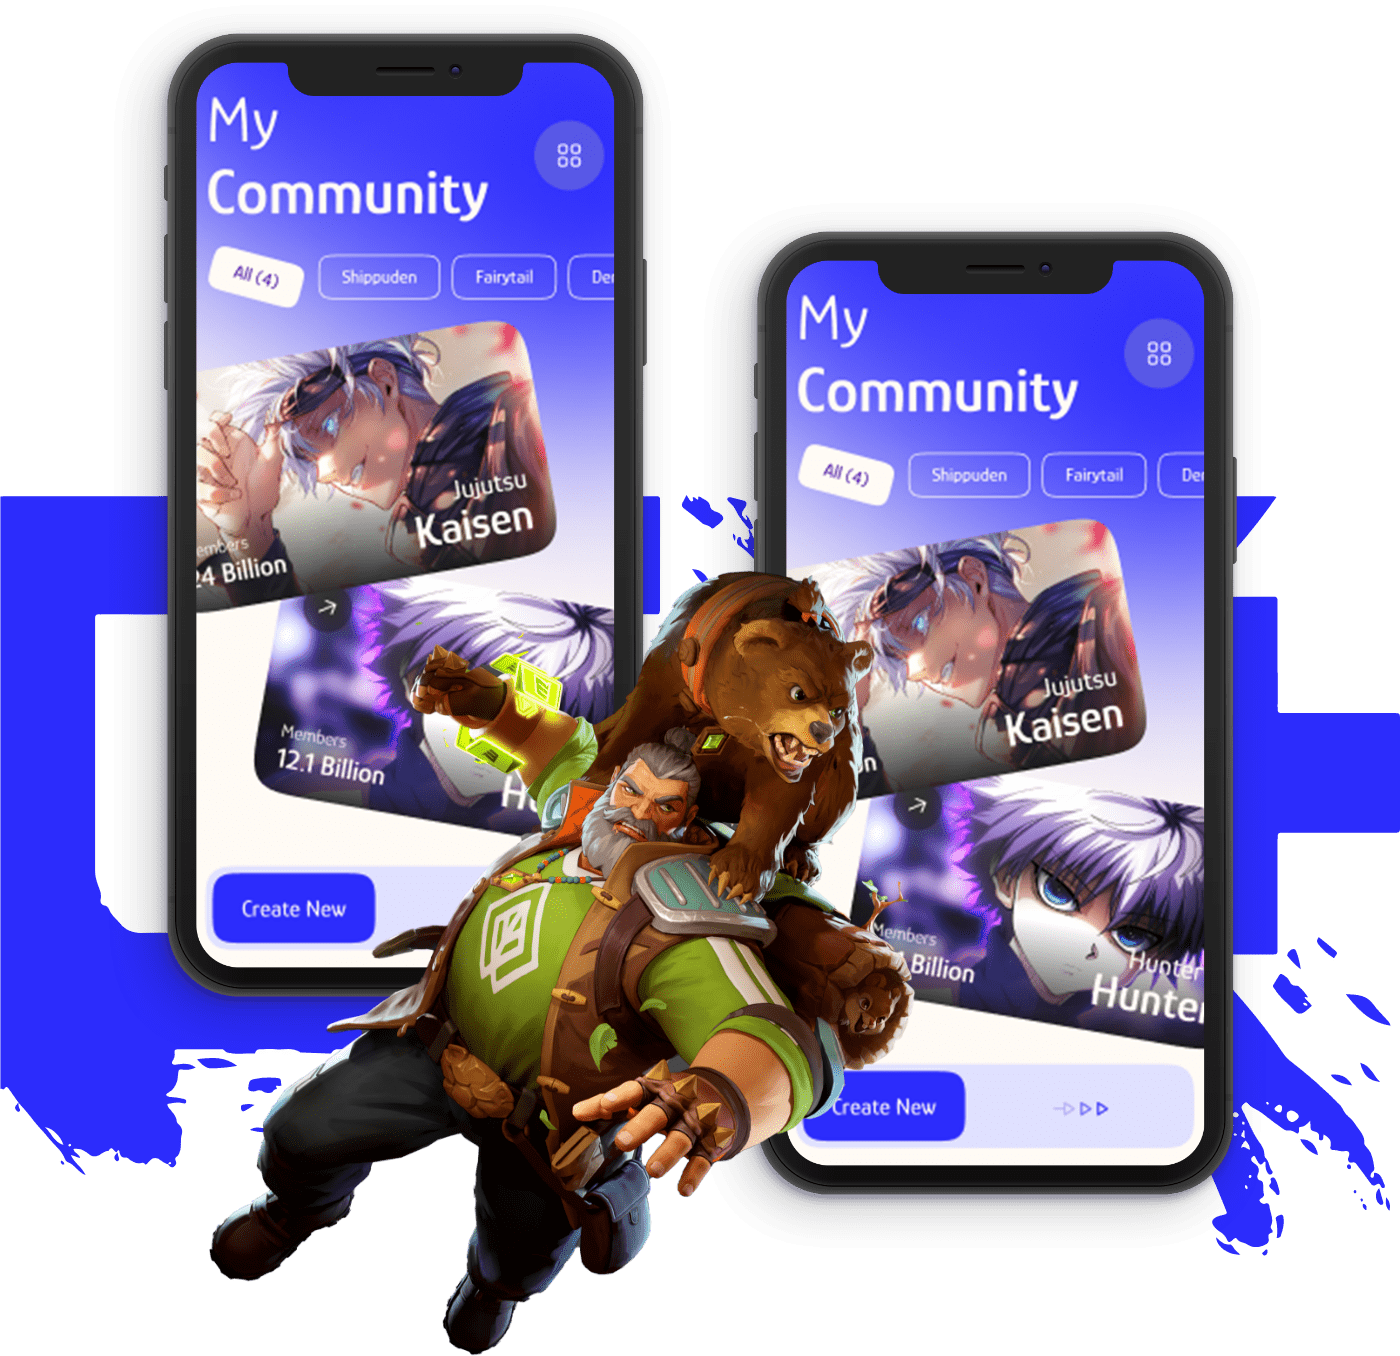 My
Community
All (4)
Shippuden
Fairytail
Jujutsu
Kaisen
24 Billion
Members
12.1 Billion
Create New
My
Community
All (4)
Shippuden
Fairytail
Jujutsu
Kaisen
Members
Billion
Hunter
Hunter
Create New